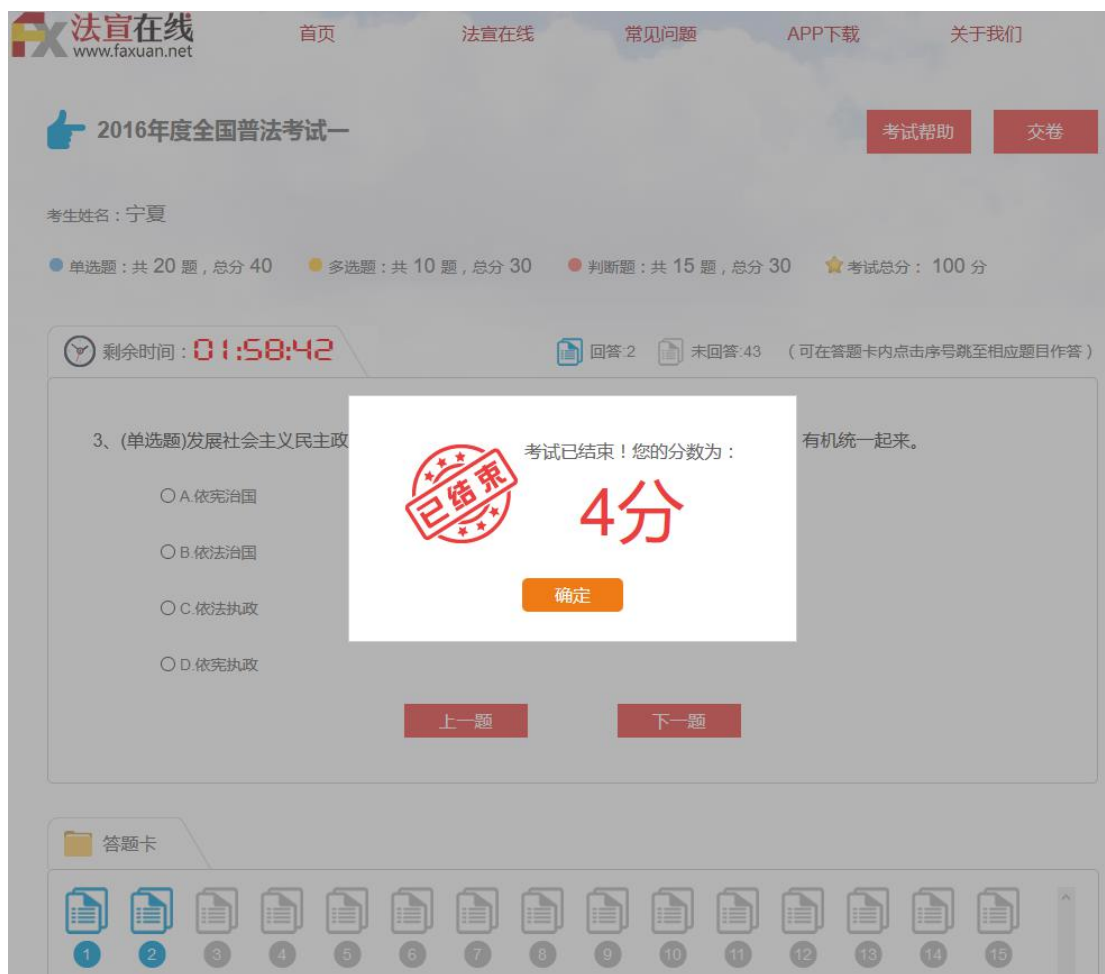 法宣在线
www.faxuan.net
首页 法宣在线 常见问题 APP下载 关于我们
2016年度全国普法考试一
考试帮助 交卷
考生姓名：宁夏
单选题：共 20 题，总分 40 多选题：共 10 题，总分 30 判断题：共 15 题，总分 30 考试总分： 100 分
剩余时间：01:58:42 回答:2 未回答:43 （可在答题卡内点击序号跳至相应题目作答）
3、(单选题)发展社会主义民主政 有机统一起来。
考试已结束！您的分数为：
已结束
4分
确定
A.依宪治国
B.依法治国
C.依法执政
D.依宪执政
上一题 下一题
答题卡
1 2 3 4 5 6 7 8 9 10 11 12 13 14 15